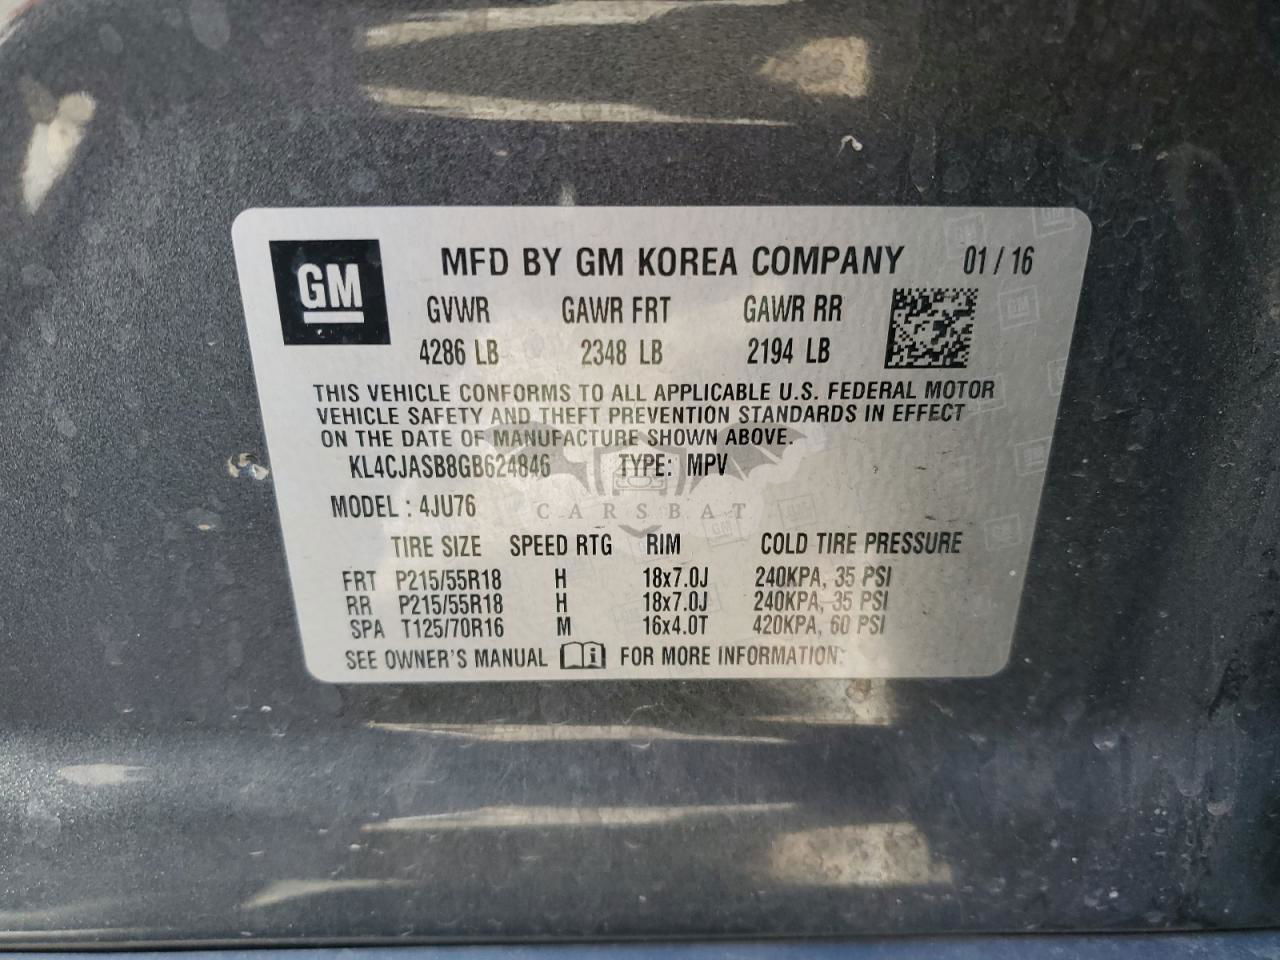 GM
MFD BY GM KOREA COMPANY 01 / 16
GVWR GAWR FRT GAWR RR
4286 LB 2348 LB 2194 LB
THIS VEHICLE CONFORMS TO ALL APPLICABLE U.S. FEDERAL MOTOR
VEHICLE SAFETY AND THEFT PREVENTION STANDARDS IN EFFECT
ON THE DATE OF MANUFACTURE SHOWN ABOVE.
KL4CJASB8GB624846 TYPE: MPV
MODEL : 4JU76
CARSBAT
TIRE SIZE SPEED RTG RIM COLD TIRE PRESSURE
FRT P215/55R18 H 18x7.0J 240KPA, 35 PSI
RR P215/55R18 H 18x7.0J 240KPA, 35 PSI
SPA T125/70R16 M 16x4.0T 420KPA, 60 PSI
SEE OWNER'S MANUAL i FOR MORE INFORMATION.